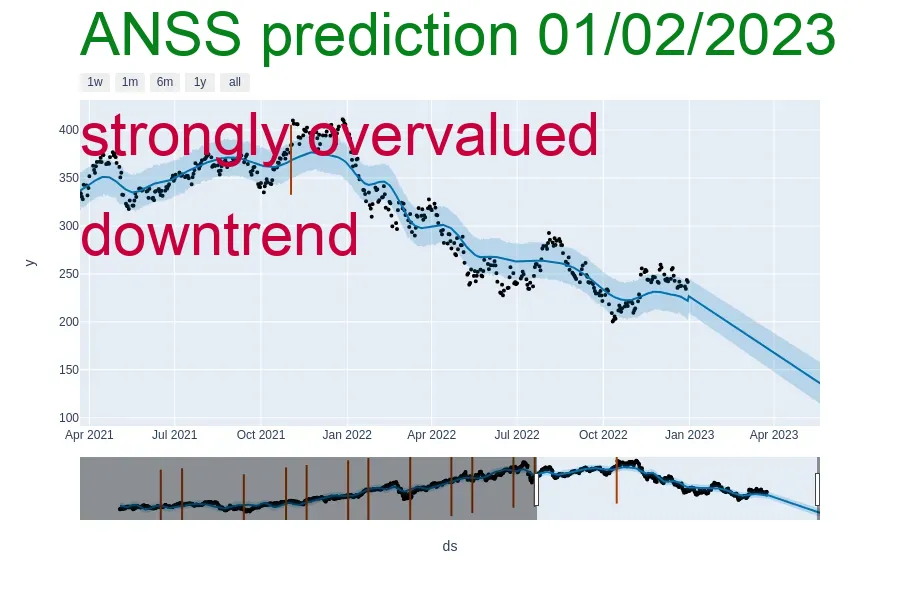 ANSS prediction 01/02/2023
1w 1m 6m 1y all
strongly overvalued
downtrend
y
400
350
300
250
200
150
100
Apr 2021 Jul 2021 Oct 2021 Jan 2022 Apr 2022 Jul 2022 Oct 2022 Jan 2023 Apr 2023
ds